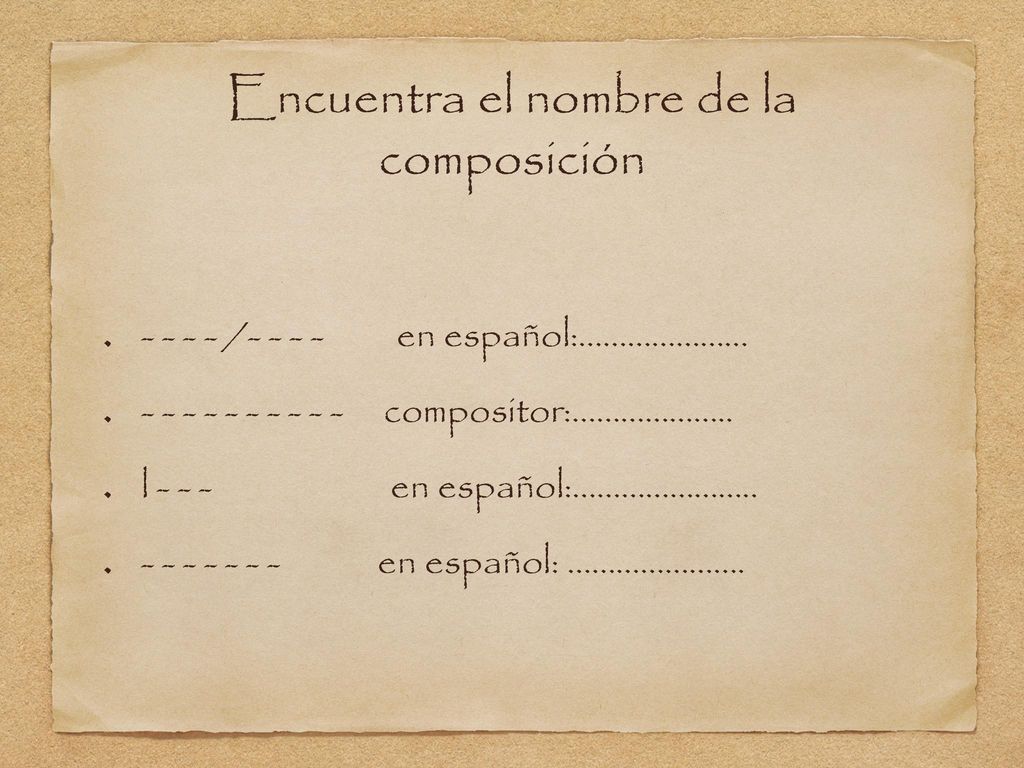 Encuentra el nombre de la
composición
• ----/---- en español:.....................
• ---------- compositor:....................
• l--- en español:.......................
• ------- en español: ......................